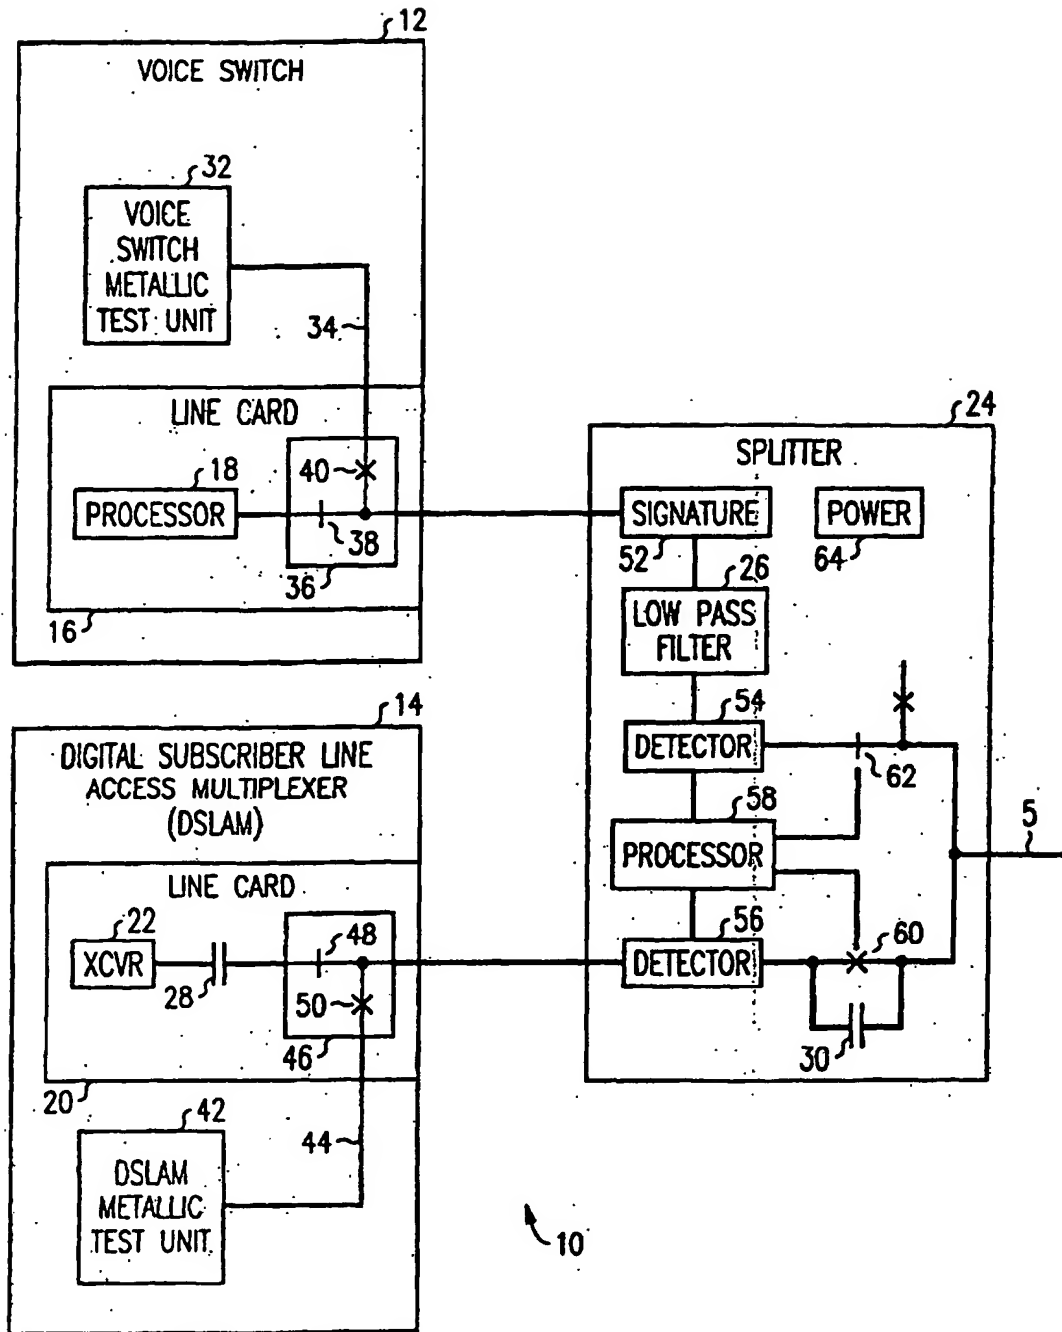 12
VOICE SWITCH
32
VOICE
SWITCH
METALLIC
TEST UNIT
34
LINE CARD
18
40
PROCESSOR
38
36
16
24
SPLITTER
SIGNATURE
POWER
52
64
26
LOW PASS
FILTER
54
DETECTOR
62
58
PROCESSOR
5
56
60
DETECTOR
30
14
DIGITAL SUBSCRIBER LINE
ACCESS MULTIPLEXER
(DSLAM)
LINE CARD
22
48
XCVR
28
50
46
20
42
44
DSLAM
METALLIC
TEST UNIT
10